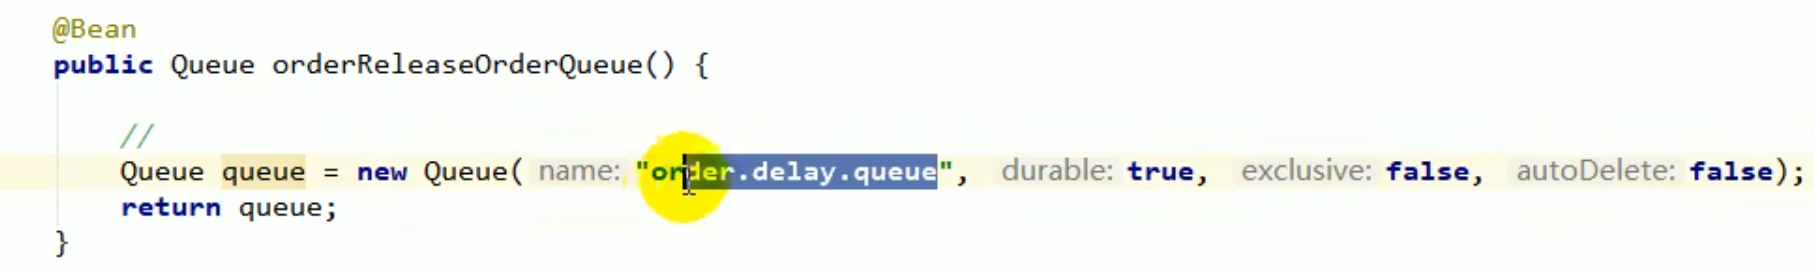 @Bean
public Queue orderReleaseOrderQueue() {
//
Queue queue = new Queue( name: "order.delay.queue", durable: true, exclusive: false, autoDelete: false);
return queue;
}